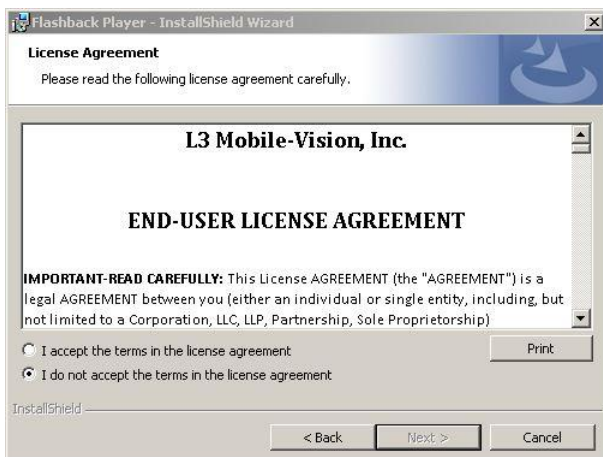 Flashback Player - InstallShield Wizard
License Agreement
Please read the following license agreement carefully.
L3 Mobile-Vision, Inc.
END-USER LICENSE AGREEMENT
IMPORTANT-READ CAREFULLY: This License AGREEMENT (the "AGREEMENT") is a
legal AGREEMENT between you (either an individual or single entity, including, but
not limited to a Corporation, LLC, LLP, Partnership, Sole Proprietorship)
I accept the terms in the license agreement
Print
I do not accept the terms in the license agreement
InstallShield
< Back
Next >
Cancel